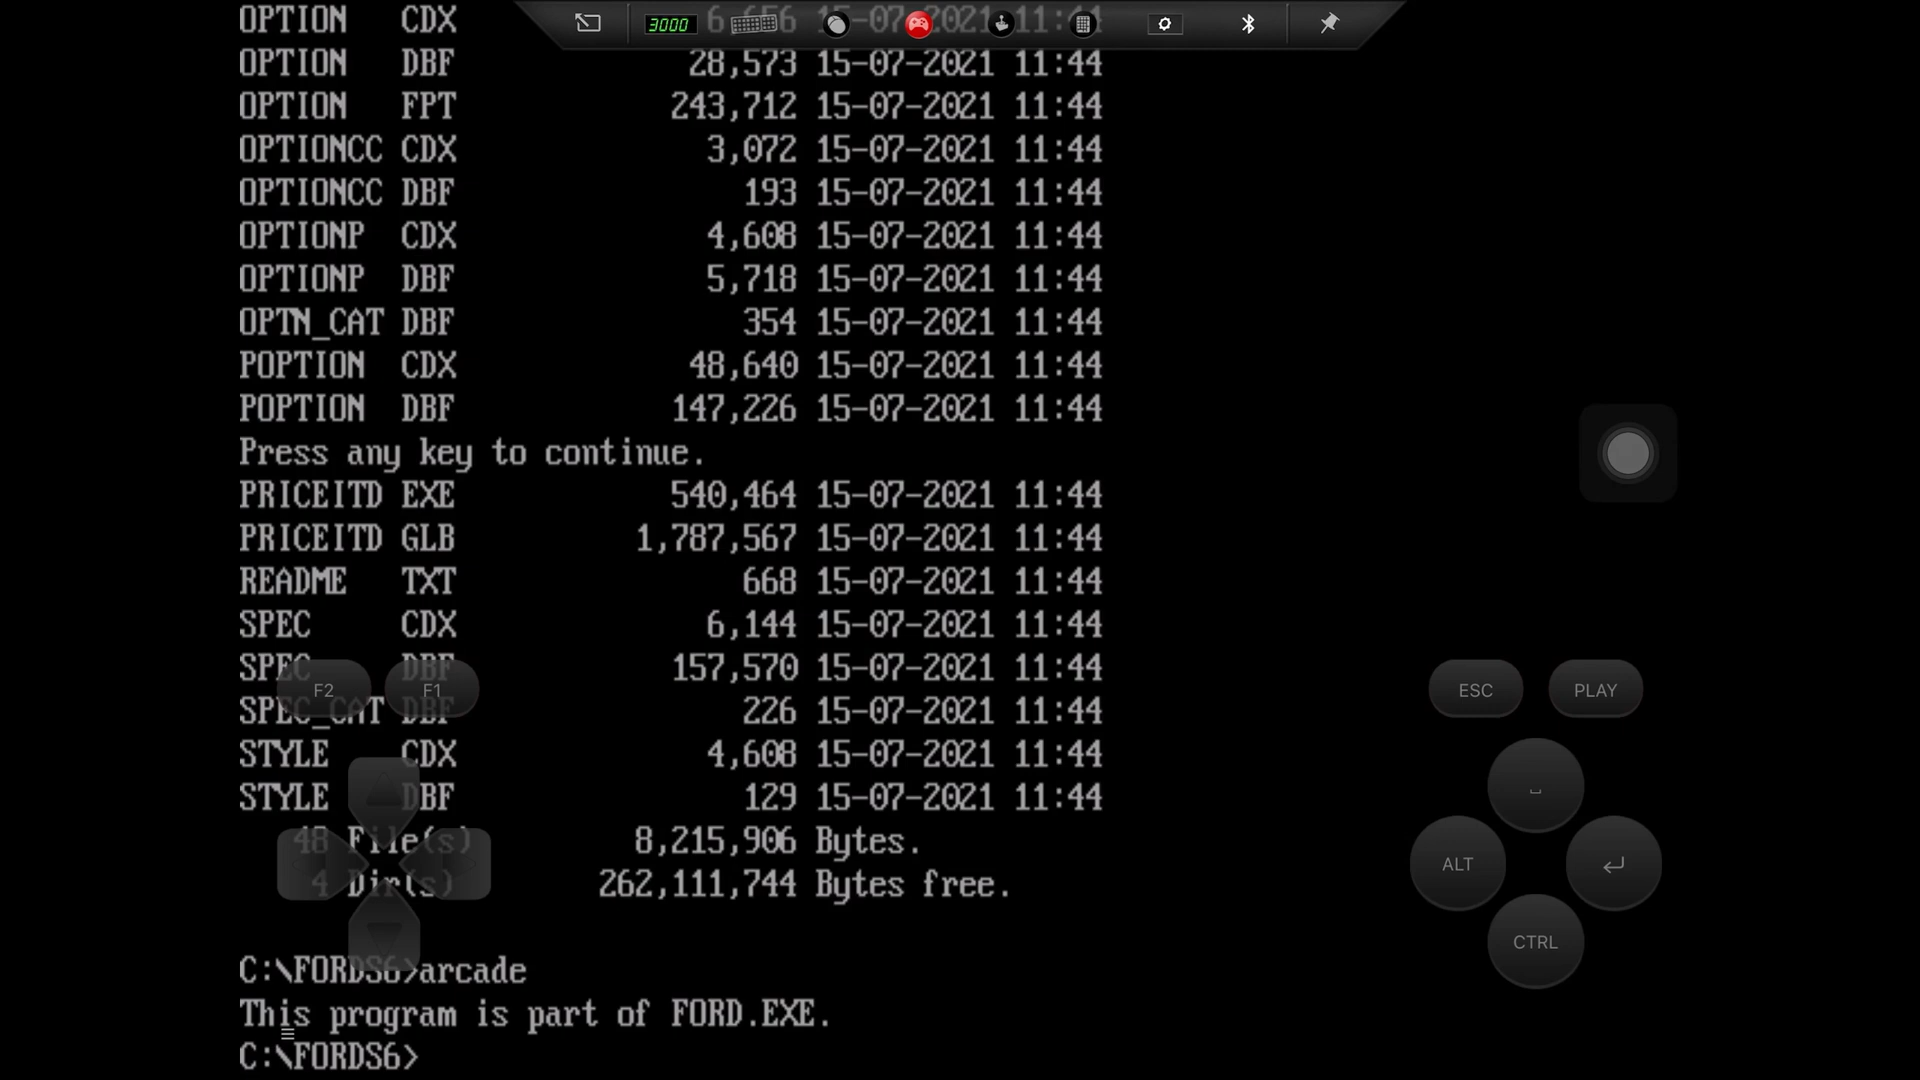 3000
OPTION CDX 6,656 15-07-2021 11:44
OPTION DBF 28,573 15-07-2021 11:44
OPTION FPT 243,712 15-07-2021 11:44
OPTIONCC CDX 3,072 15-07-2021 11:44
OPTIONCC DBF 193 15-07-2021 11:44
OPTIONP CDX 4,608 15-07-2021 11:44
OPTIONP DBF 5,718 15-07-2021 11:44
OPTN_CAT DBF 354 15-07-2021 11:44
POPTION CDX 48,640 15-07-2021 11:44
POPTION DBF 147,226 15-07-2021 11:44
Press any key to continue.
PRICEITD EXE 540,464 15-07-2021 11:44
PRICEITD GLB 1,787,567 15-07-2021 11:44
README TXT 668 15-07-2021 11:44
SPEC CDX 6,144 15-07-2021 11:44
SPEC DBF 157,570 15-07-2021 11:44
F2 F1 ESC PLAY
SPEC_CAT DBF 226 15-07-2021 11:44
STYLE CDX 4,608 15-07-2021 11:44
STYLE DBF 129 15-07-2021 11:44
48 File(s) 8,215,906 Bytes.
ALT
4 Dir(s) 262,111,744 Bytes free.
CTRL
C:\FORDS6>arcade
This program is part of FORD.EXE.
C:\FORDS6>